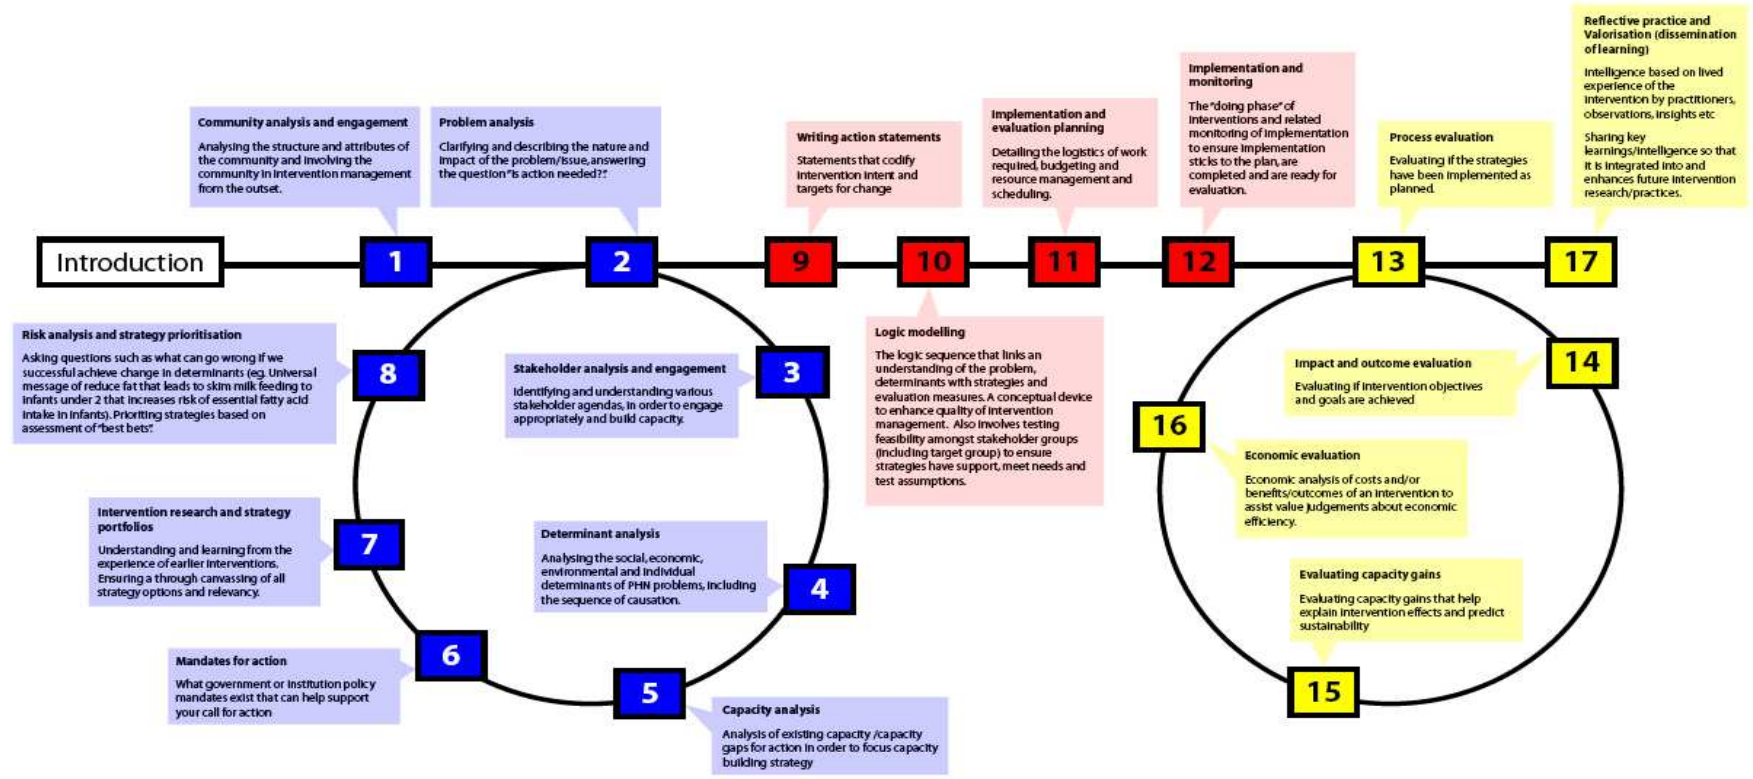 Introduction
1
Community analysis and engagement
Analysing the structure and attributes of
the community and involving the
community in intervention management
from the outset.
2
Problem analysis
Clarifying and describing the nature and
impact of the problem/issue, answering
the question "is action needed??"
3
Stakeholder analysis and engagement
Identifying and understanding various
stakeholder agendas, in order to engage
appropriately and build capacity.
4
Determinant analysis
Analysing the social, economic,
environmental and individual
determinants of PHN problems, including
the sequence of causation.
5
Capacity analysis
Analysis of existing capacity /capacity
gaps for action in order to focus capacity
building strategy
6
Mandates for action
What government or institution policy
mandates exist that can help support
your call for action
7
Intervention research and strategy
portfolios
Understanding and learning from the
experience of earlier interventions.
Ensuring a through canvassing of all
strategy options and relevancy.
8
Risk analysis and strategy prioritisation
Asking questions such as what can go wrong if we
successful achieve change in determinants (eg. Universal
message of reduce fat that leads to skim milk feeding to
infants under 2 that increases risk of essential fatty acid
intake in infants). Prioriting strategies based on
assessment of "best bets".
9
Writing action statements
Statements that codify
intervention intent and
targets for change
10
Logic modelling
The logic sequence that links an
understanding of the problem,
determinants with strategies and
evaluation measures. A conceptual device
to enhance quality of intervention
management. Also involves testing
feasibility amongst stakeholder groups
(including target group) to ensure
strategies have support, meet needs and
test assumptions.
11
Implementation and
evaluation planning
Detailing the logistics of work
required, budgeting and
resource management and
scheduling.
12
Implementation and
monitoring
The "doing phase" of
interventions and related
monitoring of implementation
to ensure implementation
sticks to the plan, are
completed and are ready for
evaluation.
13
Process evaluation
Evaluating if the strategies
have been implemented as
planned.
14
Impact and outcome evaluation
Evaluating if intervention objectives
and goals are achieved
15
Evaluating capacity gains
Evaluating capacity gains that help
explain intervention effects and predict
sustainability
16
Economic evaluation
Economic analysis of costs and/or
benefits/outcomes of an intervention to
assist value judgements about economic
efficiency.
17
Reflective practice and
Valorisation (dissemination
of learning)
Intelligence based on lived
experience of the
intervention by practitioners,
observations, insights etc
Sharing key
learnings/intelligence so that
it is integrated into and
enhances future intervention
research/practices.